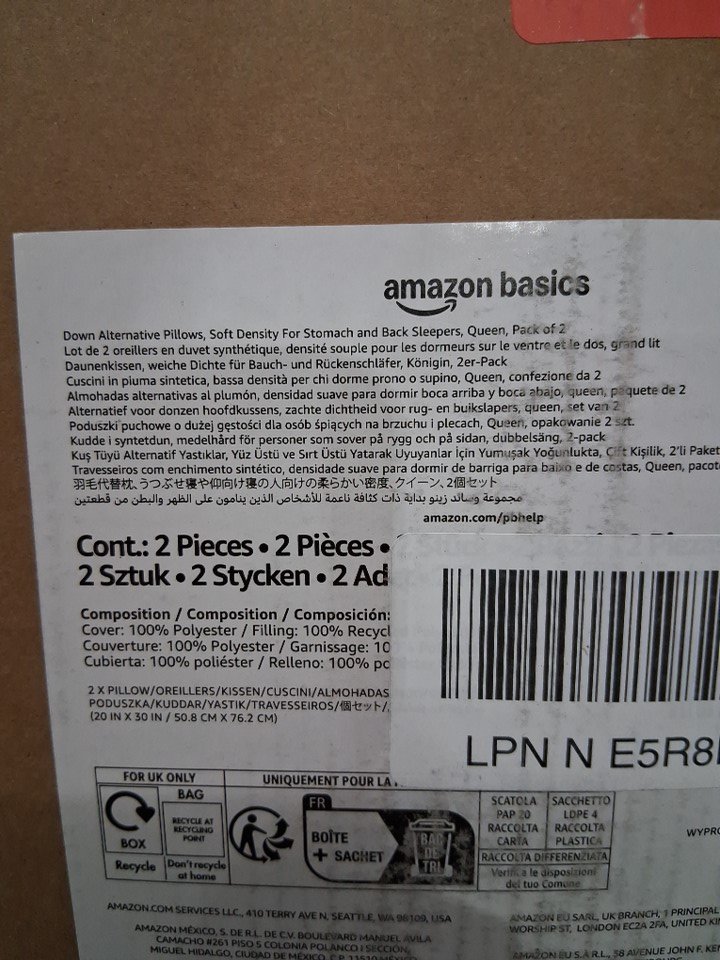 amazon basics
Down Alternative Pillows, Soft Density For Stomach and Back Sleepers, Queen, Pack of 2
Lot de 2 oreillers en duvet synthétique, densité souple pour les dormeurs sur le ventre et le dos, grand lit
Daunenkissen, weiche Dichte für Bauch- und Rückenschläfer, Königin, 2er-Pack
Cuscini in piuma sintetica, bassa densità per chi dorme prono o supino, Queen, confezione da 2
Almohadas alternativas al plumón, densidad suave para dormir boca arriba y boca abajo, queen, paquete de 2
Alternatief voor donzen hoofdkussens, zachte dichtheid voor rug- en buikslapers, queen, set van 2
Poduszki puchowe o dużej gęstości dla osób śpiących na brzuchu i plecach, Queen, opakowanie 2 szt.
Kudde i syntetdun, medelhård för personer som sover på rygg och på sidan, dubbelsäng, 2-pack
Kuş Tüyü Alternatif Yastıklar, Yüz Üstü ve Sırt Üstü Yatarak Uyuyanlar İçin Yumuşak Yoğunlukta, Çift Kişilik, 2'li Paket
Travesseiros com enchimento sintético, densidade suave para dormir de barriga para baixo e de costas, Queen, pacot
羽毛代替枕、うつぶせ寝や仰向け寝の人向けの柔らかい密度、クイーン、2個セット
مجموعة وسائد زينو بداية ذات كثافة ناعمة للأشخاص الذين ينامون على الظهر والبطن من قطعتين
amazon.com/pbhelp
Cont.: 2 Pieces • 2 Pièces •
2 Sztuk • 2 Stycken • 2 Ad
Composition / Composition / Composición:
Cover: 100% Polyester / Filling: 100% Recycl
Couverture: 100% Polyester / Garnissage: 10
Cubierta: 100% poliéster / Relleno: 100% po
2 X PILLOW/OREILLERS/KISSEN/CUSCINI/ALMOHADAS
PODUSZKA/KUDDAR/YASTIK/TRAVESSEIROS/個セット/
(20 IN X 30 IN / 50.8 CM X 76.2 CM)
LPN N E5R8
FOR UK ONLY
BAG
RECYCLE AT
RECYCLING
POINT
BOX
Recycle
Don't recycle
at home
UNIQUEMENT POUR LA
FR
BOÎTE
+ SACHET
BAC
DE
TRI
SCATOLA
PAP 20
RACCOLTA
CARTA
SACCHETTO
LDPE 4
RACCOLTA
PLASTICA
RACCOLTA DIFFERENZIATA
Verifica le disposizioni
del tuo Comune
WYPRO
AMAZON.COM SERVICES LLC., 410 TERRY AVE N, SEATTLE, WA 98109, USA
AMAZON MÉXICO, S. DE R.L. DE C.V. BOULEVARD MANUEL ÁVILA
CAMACHO #261 PISO 5 COLONIA POLANCO I SECCIÓN,
MIGUEL HIDALGO, CIUDAD DE MÉXICO, C.P. 11510 MÉXICO
AMAZON EU SARL, UK BRANCH, 1 PRINCIPAL
WORSHIP ST, LONDON EC2A 2FA, UNITED KIN
AMAZON EU S.À R.L., 38 AVENUE JOHN F. KEN